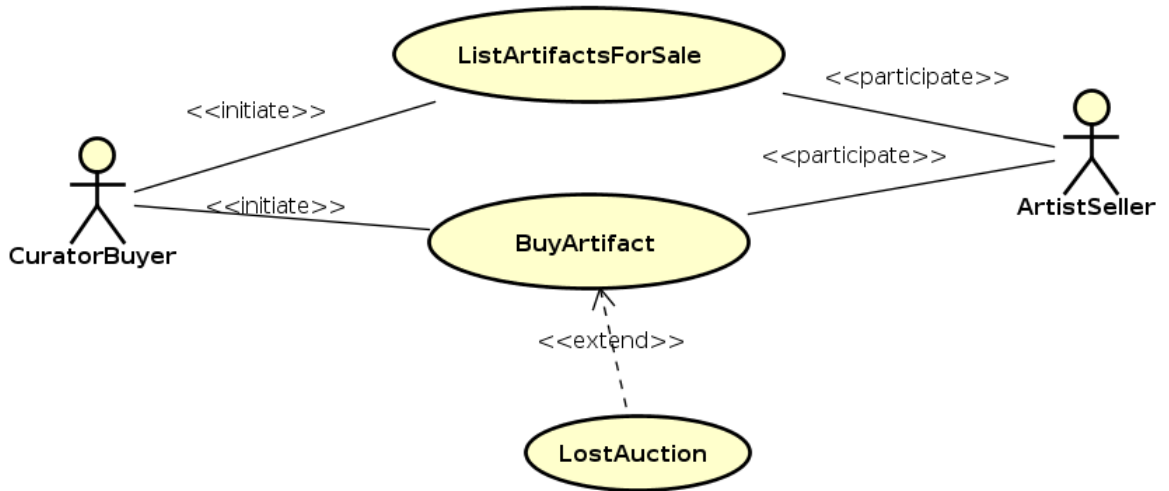 ListArtifactsForSale
<<participate>>
<<initiate>>
<<participate>>
ArtistSeller
<<initiate>>
BuyArtifact
CuratorBuyer
<<extend>>
LostAuction